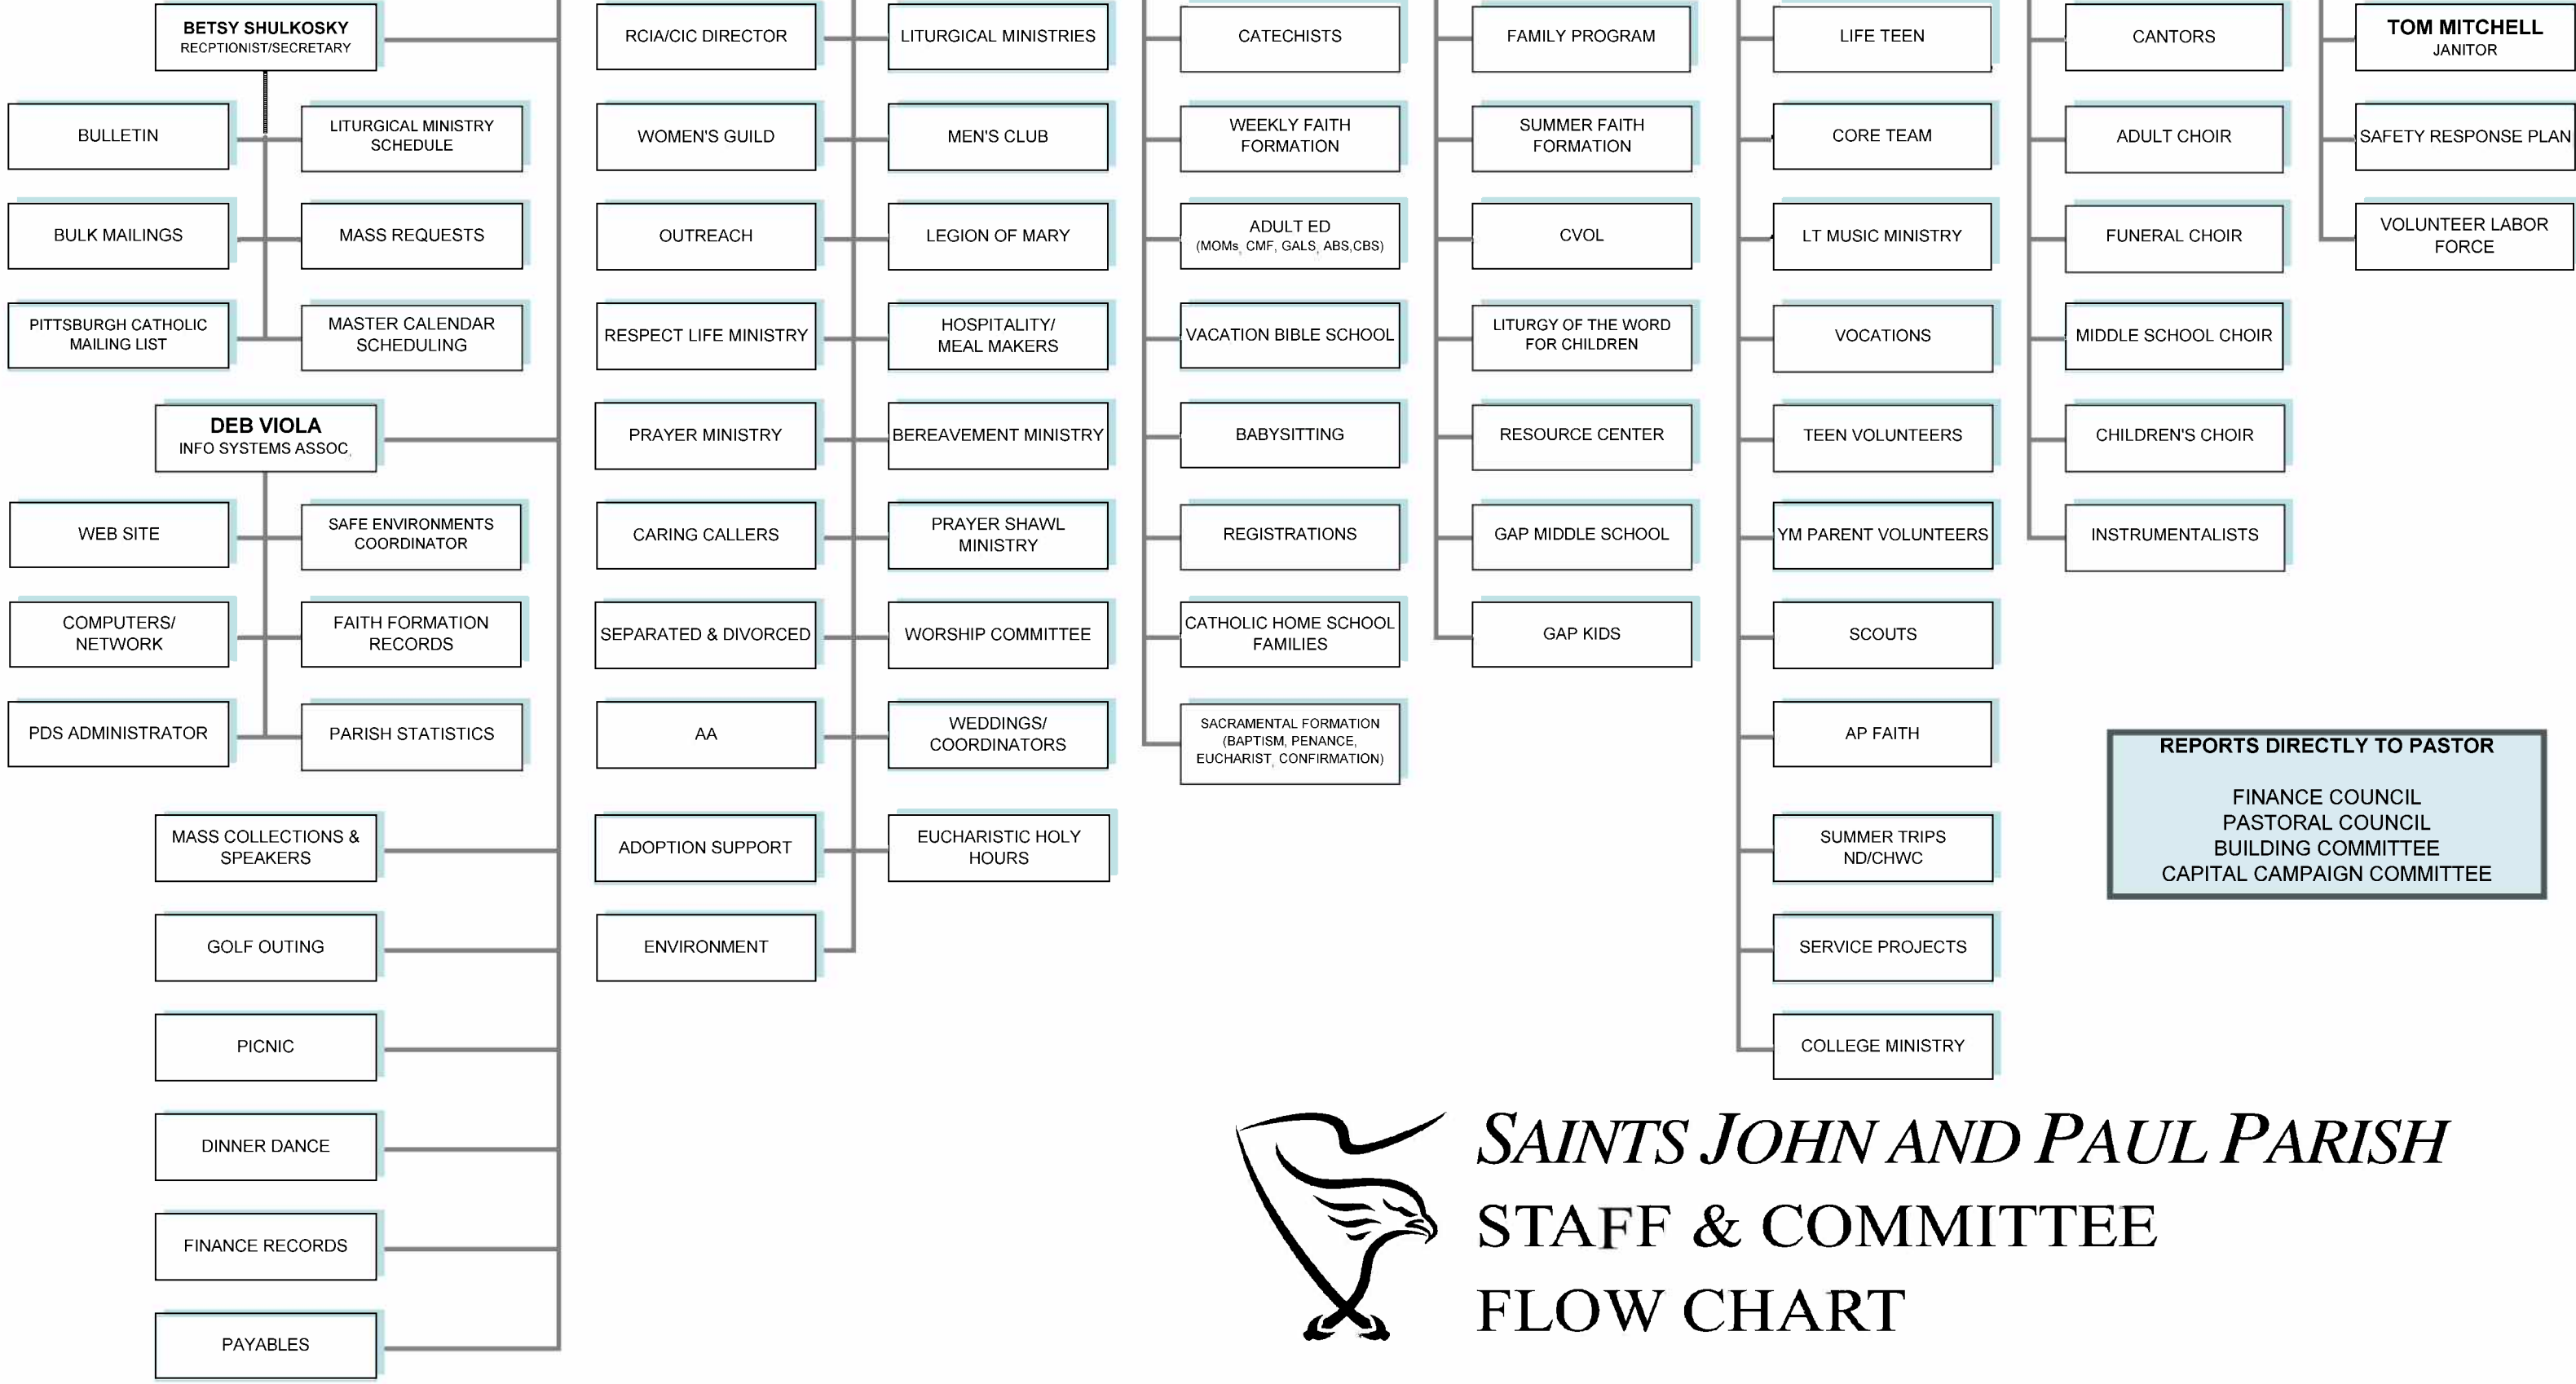 BETSY SHULKOSKY
RECPTIONIST/SECRETARY
BULLETIN
LITURGICAL MINISTRY
SCHEDULE
BULK MAILINGS
MASS REQUESTS
PITTSBURGH CATHOLIC
MAILING LIST
MASTER CALENDAR
SCHEDULING
DEB VIOLA
INFO SYSTEMS ASSOC.
WEB SITE
SAFE ENVIRONMENTS
COORDINATOR
COMPUTERS/
NETWORK
FAITH FORMATION
RECORDS
PDS ADMINISTRATOR
PARISH STATISTICS
MASS COLLECTIONS &
SPEAKERS
GOLF OUTING
PICNIC
DINNER DANCE
FINANCE RECORDS
PAYABLES
RCIA/CIC DIRECTOR
LITURGICAL MINISTRIES
WOMEN'S GUILD
MEN'S CLUB
OUTREACH
LEGION OF MARY
RESPECT LIFE MINISTRY
HOSPITALITY/
MEAL MAKERS
PRAYER MINISTRY
BEREAVEMENT MINISTRY
CARING CALLERS
PRAYER SHAWL
MINISTRY
SEPARATED & DIVORCED
WORSHIP COMMITTEE
AA
WEDDINGS/
COORDINATORS
ADOPTION SUPPORT
EUCHARISTIC HOLY
HOURS
ENVIRONMENT
CATECHISTS
WEEKLY FAITH
FORMATION
ADULT ED
(MOMs, CMF, GALS, ABS,CBS)
VACATION BIBLE SCHOOL
BABYSITTING
REGISTRATIONS
CATHOLIC HOME SCHOOL
FAMILIES
SACRAMENTAL FORMATION
(BAPTISM, PENANCE,
EUCHARIST, CONFIRMATION)
FAMILY PROGRAM
SUMMER FAITH
FORMATION
CVOL
LITURGY OF THE WORD
FOR CHILDREN
RESOURCE CENTER
GAP MIDDLE SCHOOL
GAP KIDS
LIFE TEEN
CORE TEAM
LT MUSIC MINISTRY
VOCATIONS
TEEN VOLUNTEERS
YM PARENT VOLUNTEERS
SCOUTS
AP FAITH
SUMMER TRIPS
ND/CHWC
SERVICE PROJECTS
COLLEGE MINISTRY
CANTORS
ADULT CHOIR
FUNERAL CHOIR
MIDDLE SCHOOL CHOIR
CHILDREN'S CHOIR
INSTRUMENTALISTS
TOM MITCHELL
JANITOR
SAFETY RESPONSE PLAN
VOLUNTEER LABOR
FORCE
REPORTS DIRECTLY TO PASTOR
FINANCE COUNCIL
PASTORAL COUNCIL
BUILDING COMMITTEE
CAPITAL CAMPAIGN COMMITTEE
SAINTS JOHN AND PAUL PARISH
STAFF & COMMITTEE
FLOW CHART